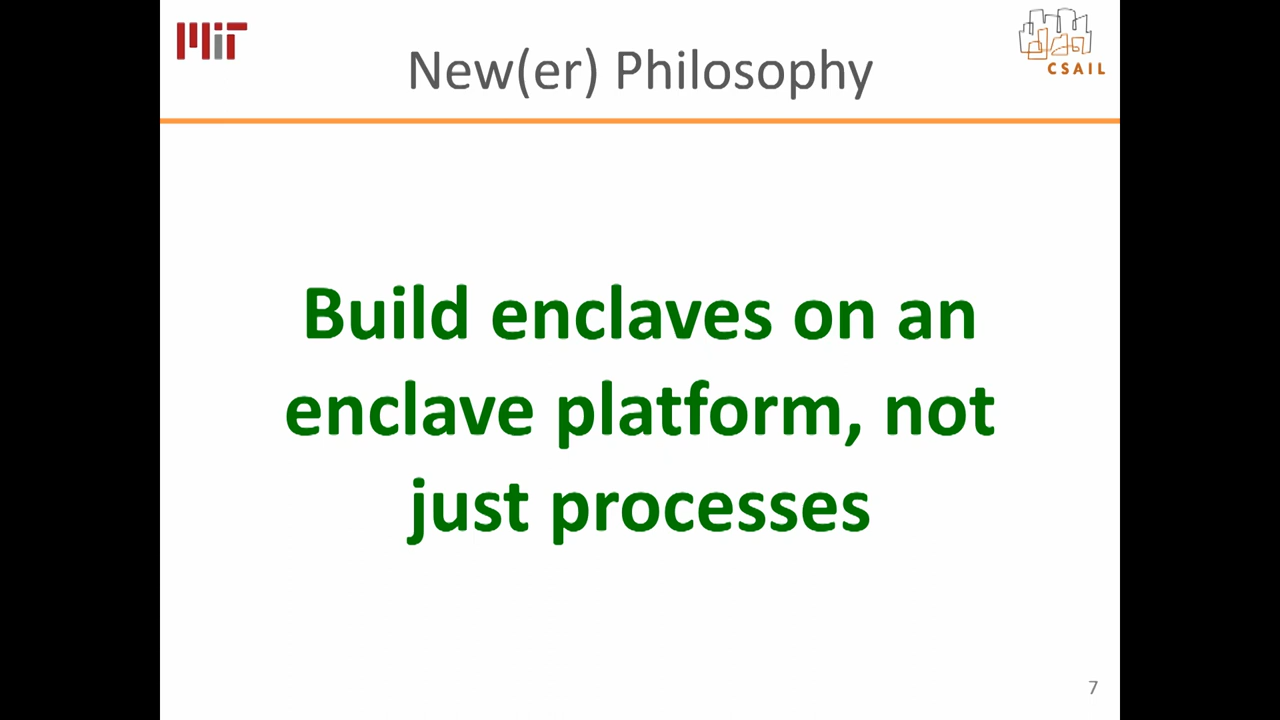 MIT
New(er) Philosophy
CSAIL
Build enclaves on an
enclave platform, not
just processes
7